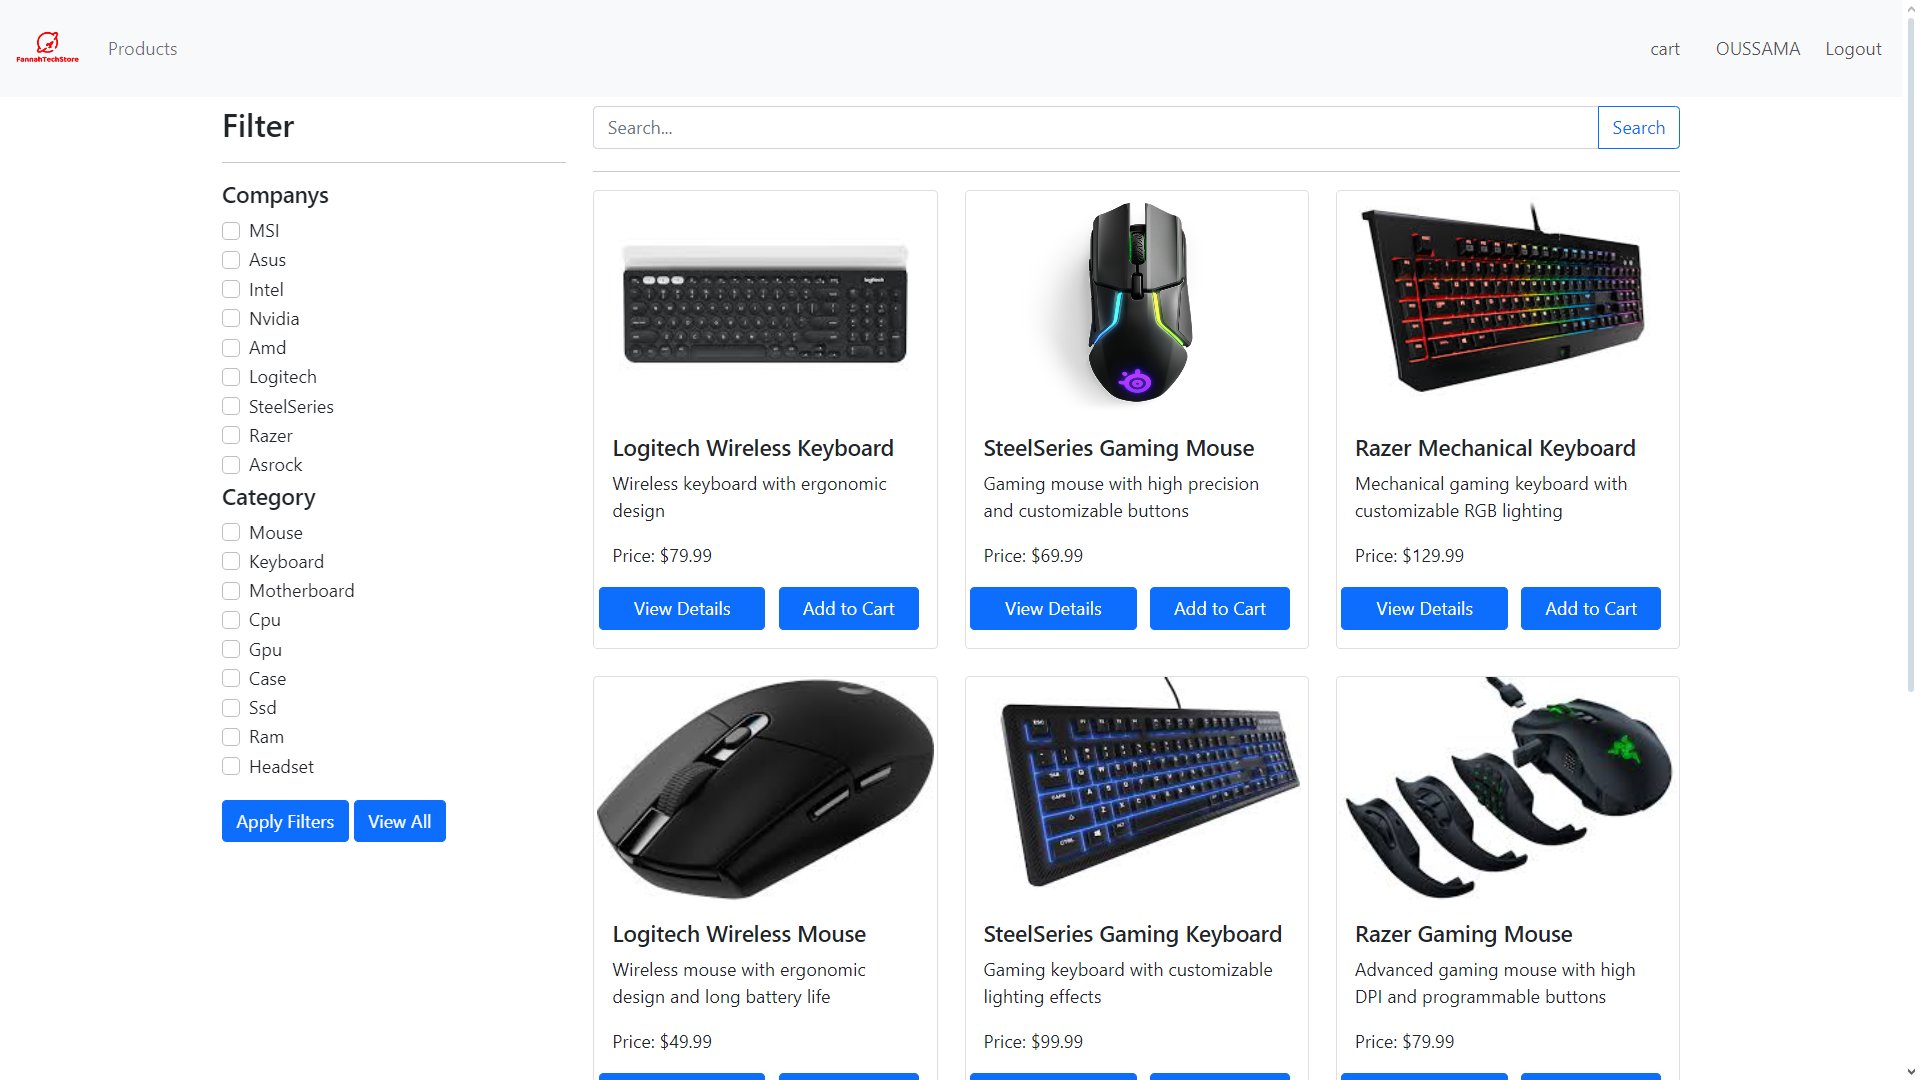 FannahTechStore
Products
cart
OUSSAMA
Logout
Filter
Search...
Search
Companys
MSI
Asus
Intel
Nvidia
Amd
Logitech
SteelSeries
Razer
Asrock
Category
Mouse
Keyboard
Motherboard
Cpu
Gpu
Case
Ssd
Ram
Headset
Apply Filters
View All
Logitech Wireless Keyboard
Wireless keyboard with ergonomic
design
Price: $79.99
View Details
Add to Cart
SteelSeries Gaming Mouse
Gaming mouse with high precision
and customizable buttons
Price: $69.99
View Details
Add to Cart
Razer Mechanical Keyboard
Mechanical gaming keyboard with
customizable RGB lighting
Price: $129.99
View Details
Add to Cart
Logitech Wireless Mouse
Wireless mouse with ergonomic
design and long battery life
Price: $49.99
SteelSeries Gaming Keyboard
Gaming keyboard with customizable
lighting effects
Price: $99.99
Razer Gaming Mouse
Advanced gaming mouse with high
DPI and programmable buttons
Price: $79.99